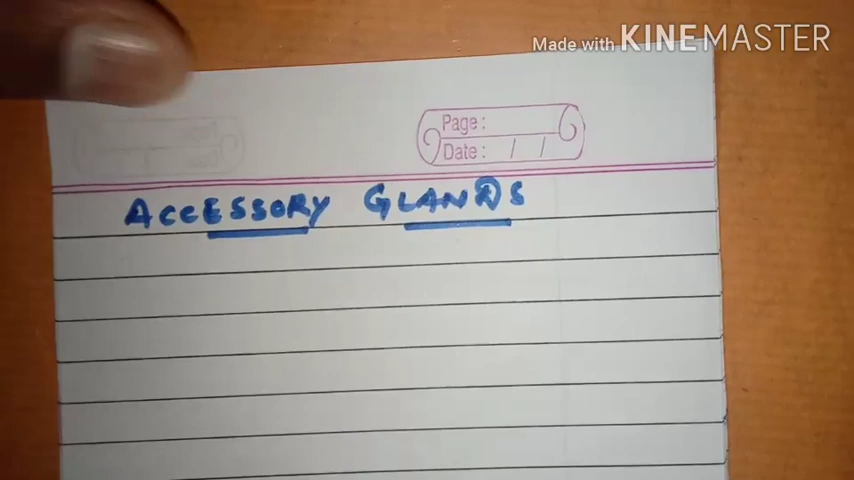 Made with KINEMASTER
Page:
Date: / /
ACCESSORY GLANDS